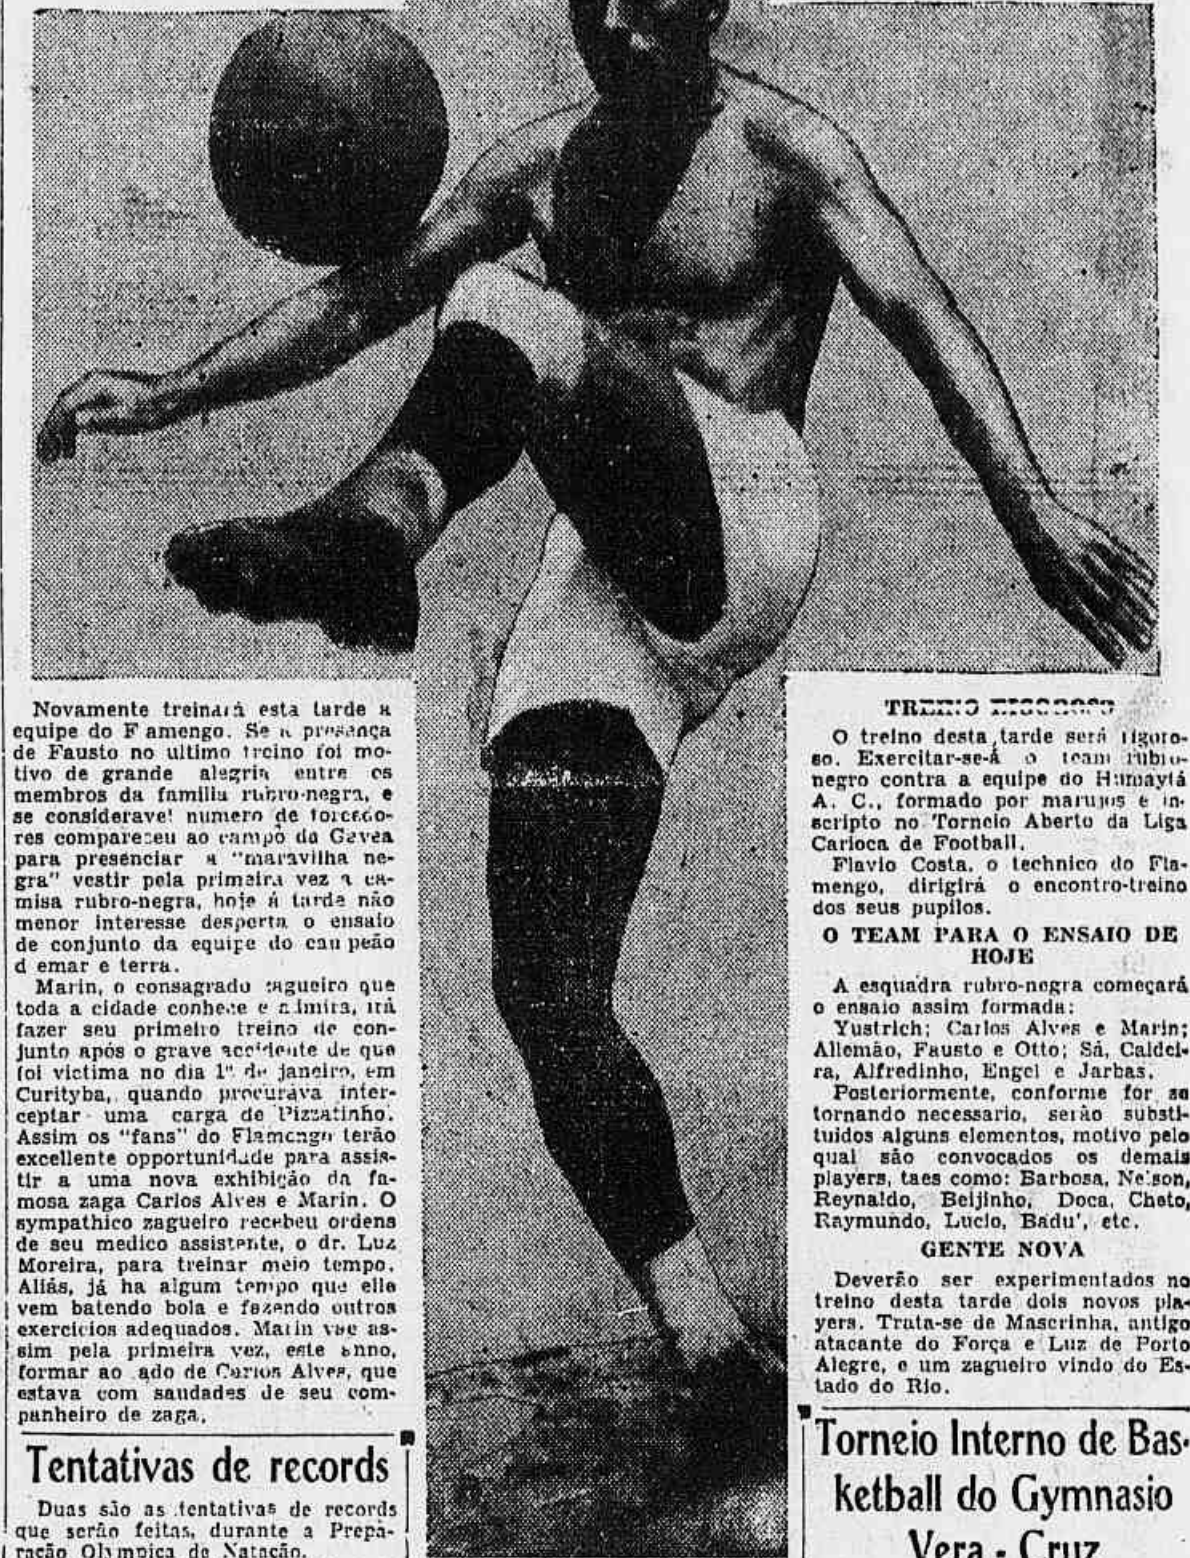 Novamente treinará esta tarde a
equipe do F amengo. Se a presença
de Fausto no ultimo treino foi mo-
tivo de grande alegria entre os
membros da familia rubro-negra, e
se consideravel numero de torcedo-
res compareceu ao campo da Gavea
para presenciar a "maravilha ne-
gra" vestir pela primeira vez a ca-
misa rubro-negra, hoje á tarde não
menor interesse desperta o ensaio
de conjunto da equipe do campeão
d emar e terra.
Marin, o consagrado zagueiro que
toda a cidade conhece e admira, irá
fazer seu primeiro treino de con-
junto após o grave accidente de que
foi victima no dia 1º de janeiro, em
Curityba, quando procurava inter-
ceptar uma carga de Pizzatinho.
Assim os "fans" do Flamengo terão
excellente opportunidade para assis-
tir a uma nova exhibição da fa-
mosa zaga Carlos Alves e Marin. O
sympathico zagueiro recebeu ordens
de seu medico assistente, o dr. Luz
Moreira, para treinar meio tempo.
Aliás, já ha algum tempo que elle
vem batendo bola e fazendo outros
exercicios adequados. Marin vae as-
sim pela primeira vez, este anno,
formar ao ado de Carlos Alves, que
estava com saudades de seu com-
panheiro de zaga.
Tentativas de records
Duas são as tentativas de records
que serão feitas, durante a Prepa-
ração Olympica de Natação.
TREINO
O treino desta tarde será rigoro-
so. Exercitar-se-á o team rubro-
negro contra a equipe do Humaytá
A. C., formado por marujos e in-
scripto no Torneio Aberto da Liga
Carioca de Football.
Flavio Costa, o technico do Fla-
mengo, dirigirá o encontro-treino
dos seus pupilos.
O TEAM PARA O ENSAIO DE
HOJE
A esquadra rubro-negra começará
o ensaio assim formada:
Yustrich; Carlos Alves e Marin;
Allemão, Fausto e Otto; Sá, Caldei-
ra, Alfredinho, Engel e Jarbas.
Posteriormente, conforme for se
tornando necessario, serão substi-
tuidos alguns elementos, motivo pelo
qual são convocados os demais
players, taes como: Barbosa, Nelson,
Reynaldo, Beijinho, Doca, Cheto,
Raymundo, Lucio, Badu', etc.
GENTE NOVA
Deverão ser experimentados no
treino desta tarde dois novos pla-
yers. Trata-se de Mascrinha, antigo
atacante do Força e Luz de Porto
Alegre, e um zagueiro vindo do Es-
tado do Rio.
Torneio Interno de Bas-
ketball do Gymnasio
Vera - Cruz